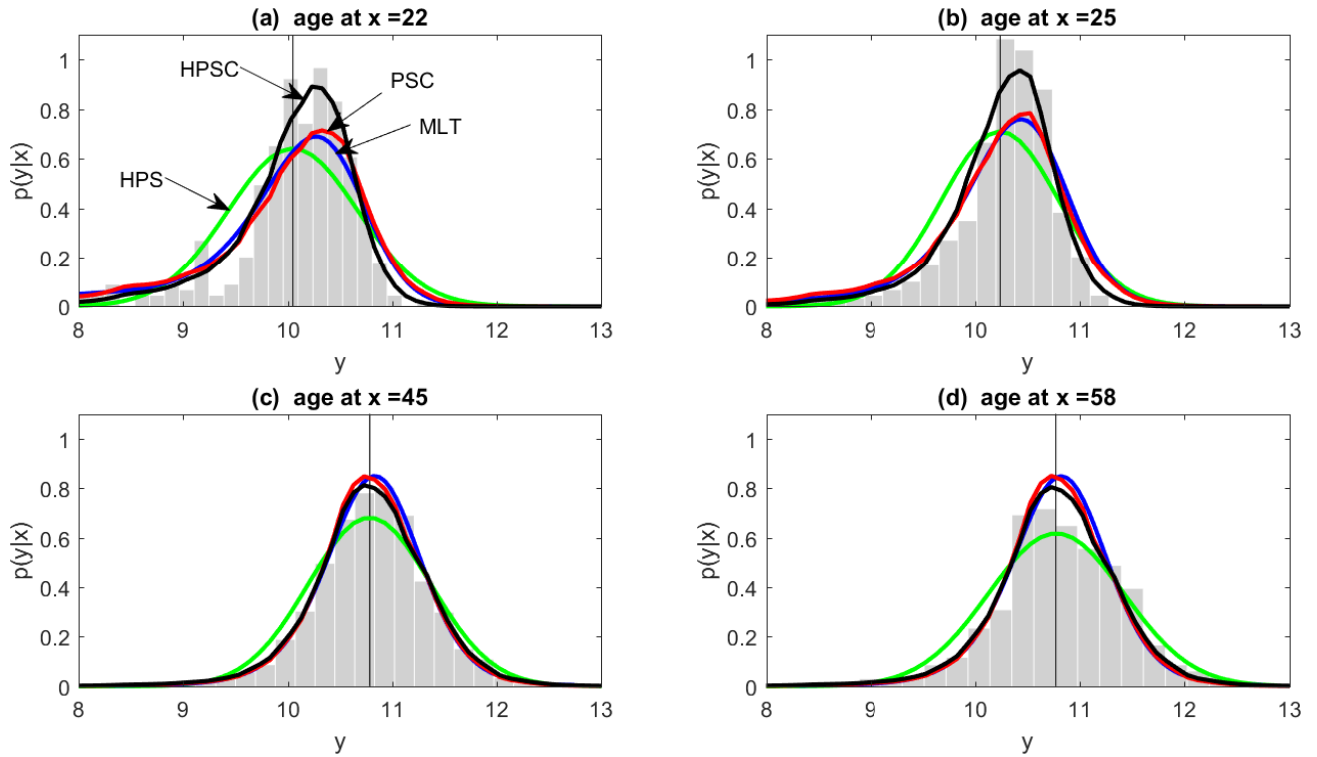 (a) age at x =22
1
0.8
0.6
0.4
0.2
0
p(y|x)
HPSC
PSC
MLT
HPS
8 9 10 11 12 13
y
(b) age at x =25
1
0.8
0.6
0.4
0.2
0
p(y|x)
8 9 10 11 12 13
y
(c) age at x =45
1
0.8
0.6
0.4
0.2
0
p(y|x)
8 9 10 11 12 13
y
(d) age at x =58
1
0.8
0.6
0.4
0.2
0
p(y|x)
8 9 10 11 12 13
y